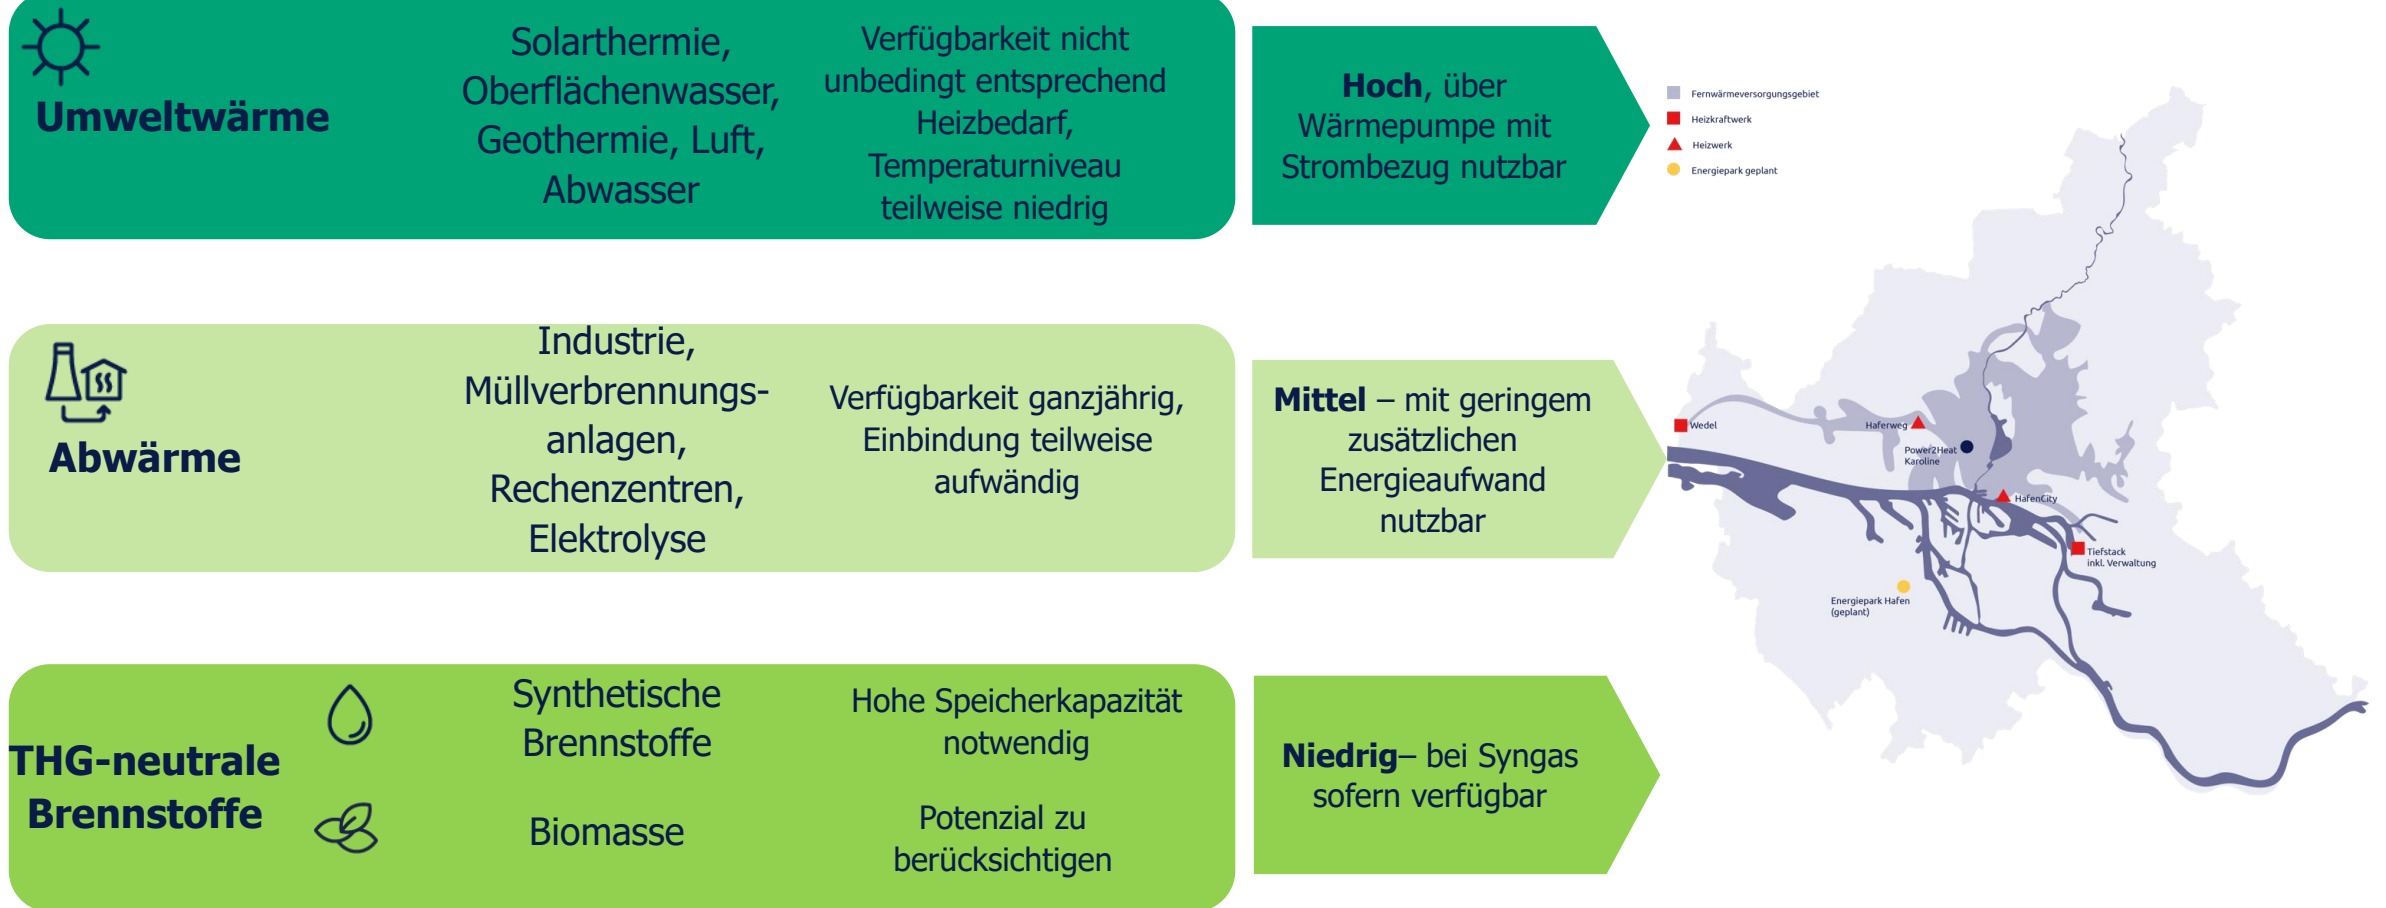 Umweltwärme
Solarthermie,
Oberflächenwasser,
Geothermie, Luft,
Abwasser
Verfügbarkeit nicht
unbedingt entsprechend
Heizbedarf,
Temperaturniveau
teilweise niedrig
Hoch, über
Wärmepumpe mit
Strombezug nutzbar
Abwärme
Industrie,
Müllverbrennungs-
anlagen,
Rechenzentren,
Elektrolyse
Verfügbarkeit ganzjährig,
Einbindung teilweise
aufwändig
Mittel – mit geringem
zusätzlichen
Energieaufwand
nutzbar
THG-neutrale
Brennstoffe
Synthetische
Brennstoffe
Hohe Speicherkapazität
notwendig
Biomasse
Potenzial zu
berücksichtigen
Niedrig– bei Syngas
sofern verfügbar
Fernwärmeversorgungsgebiet
Heizkraftwerk
Heizwerk
Energiepark geplant
Wedel
Haferweg
Power2Heat
Karoline
HafenCity
Tiefstack
inkl. Verwaltung
Energiepark Hafen
(geplant)